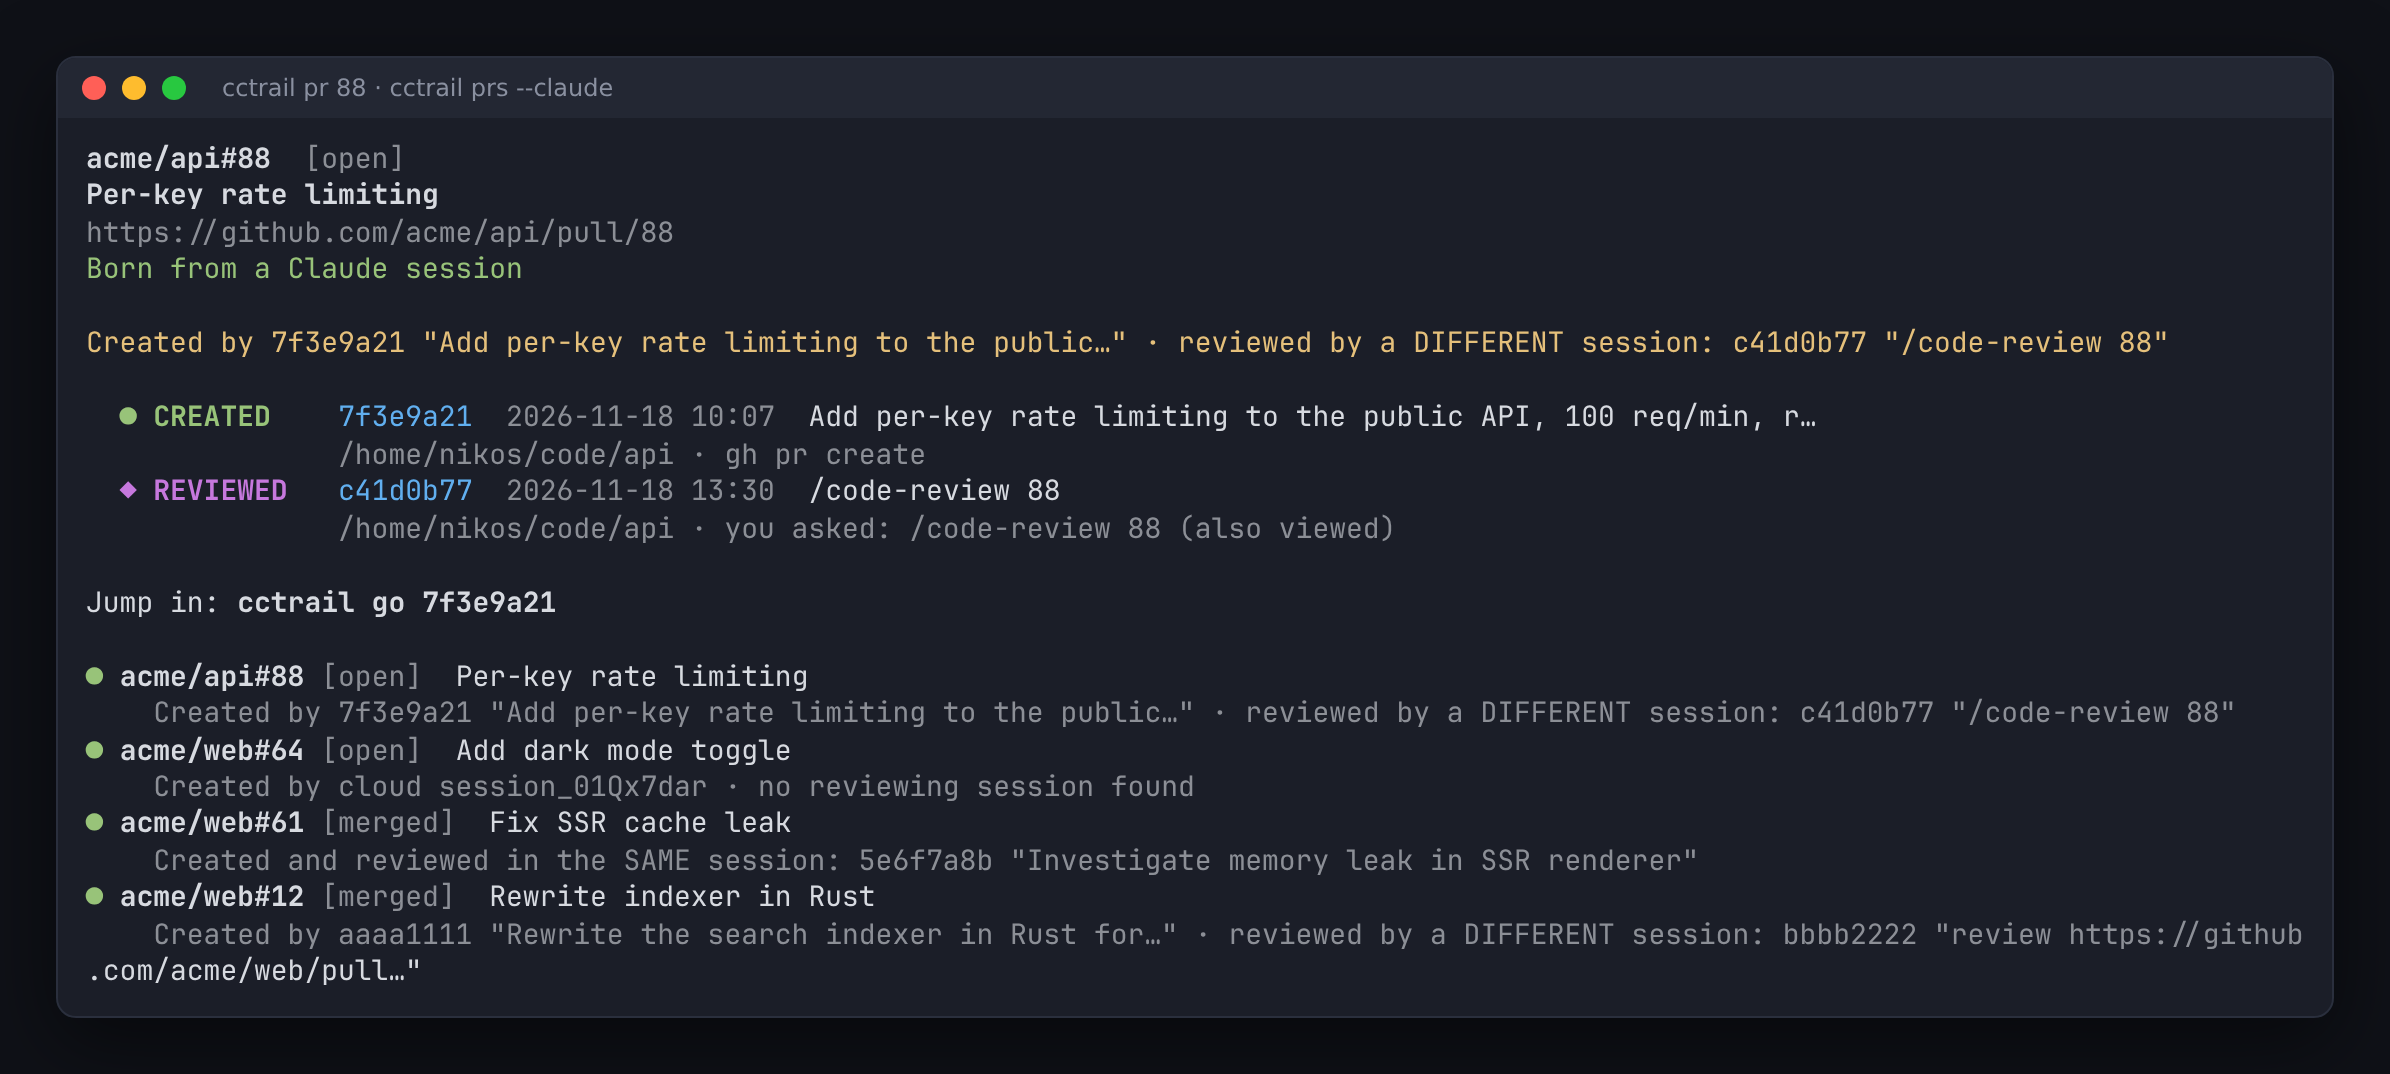 cctrail pr 88 · cctrail prs --claude
acme/api#88  [open]
Per-key rate limiting
https://github.com/acme/api/pull/88
Born from a Claude session
Created by 7f3e9a21 "Add per-key rate limiting to the public…" · reviewed by a DIFFERENT session: c41d0b77 "/code-review 88"
● CREATED    7f3e9a21  2026-11-18 10:07  Add per-key rate limiting to the public API, 100 req/min, r…
/home/nikos/code/api · gh pr create
◆ REVIEWED   c41d0b77  2026-11-18 13:30  /code-review 88
/home/nikos/code/api · you asked: /code-review 88 (also viewed)
Jump in: cctrail go 7f3e9a21
● acme/api#88 [open]  Per-key rate limiting
Created by 7f3e9a21 "Add per-key rate limiting to the public…" · reviewed by a DIFFERENT session: c41d0b77 "/code-review 88"
● acme/web#64 [open]  Add dark mode toggle
Created by cloud session_01Qx7dar · no reviewing session found
● acme/web#61 [merged]  Fix SSR cache leak
Created and reviewed in the SAME session: 5e6f7a8b "Investigate memory leak in SSR renderer"
● acme/web#12 [merged]  Rewrite indexer in Rust
Created by aaaa1111 "Rewrite the search indexer in Rust for…" · reviewed by a DIFFERENT session: bbbb2222 "review https://github
.com/acme/web/pull…"